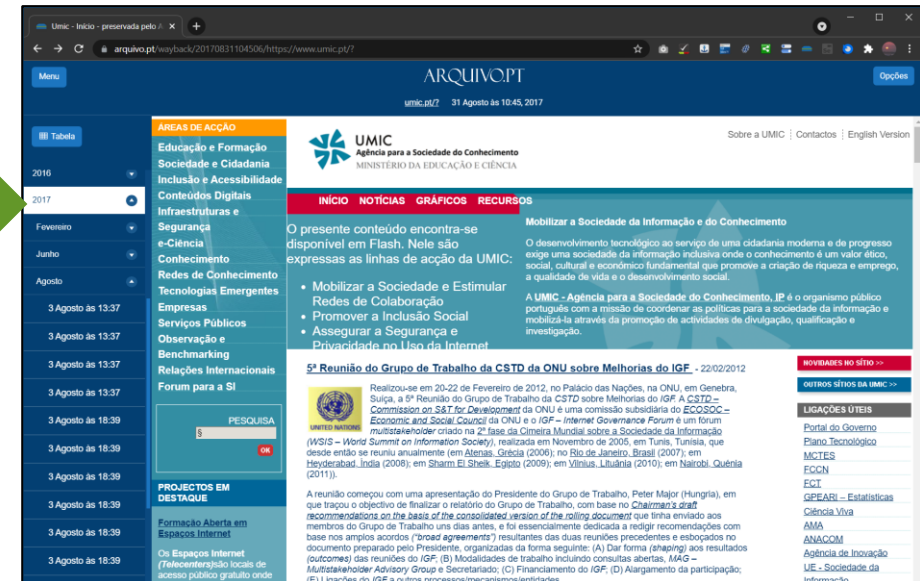 Umic - Início - preservada pelo A
arquivo.pt/wayback/20170831104506/https://www.umic.pt/?
Menu
ARQUIVO.PT
Opções
umic.pt/? 31 Agosto às 10:45, 2017
Tabela
2016
2017
Fevereiro
Junho
Agosto
3 Agosto às 13:37
3 Agosto às 13:37
3 Agosto às 13:37
3 Agosto às 13:37
3 Agosto às 18:39
3 Agosto às 18:39
3 Agosto às 18:39
3 Agosto às 18:39
3 Agosto às 18:39
3 Agosto às 18:39
ÁREAS DE ACÇÃO
Educação e Formação
Sociedade e Cidadania
Inclusão e Acessibilidade
Conteúdos Digitais
Infraestruturas e
Segurança
e-Ciência
Conhecimento
Redes de Conhecimento
Tecnologias Emergentes
Empresas
Serviços Públicos
Observação e
Benchmarking
Relações Internacionais
Forum para a SI
PESQUISA
§
OK
PROJECTOS EM
DESTAQUE
Formação Aberta em
Espaços Internet
Os Espaços Internet
(Telecenters)são locais de
acesso público gratuito onde
UMIC
Agência para a Sociedade do Conhecimento
MINISTÉRIO DA EDUCAÇÃO E CIÊNCIA
Sobre a UMIC Contactos English Version
INÍCIO NOTÍCIAS GRÁFICOS RECURSOS
O presente conteúdo encontra-se
disponível em Flash. Nele são
expressas as linhas de acção da UMIC:
• Mobilizar a Sociedade e Estimular
Redes de Colaboração
• Promover a Inclusão Social
• Assegurar a Segurança e
Privacidade no Uso da Internet
Mobilizar a Sociedade da Informação e do Conhecimento
O desenvolvimento tecnológico ao serviço de uma cidadania moderna e de progresso
exige uma sociedade da informação inclusiva onde o conhecimento é um valor ético,
social, cultural e económico fundamental que promove a criação de riqueza e emprego,
a qualidade de vida e o desenvolvimento social.
A UMIC - Agência para a Sociedade do Conhecimento, IP é o organismo público
português com a missão de coordenar as políticas para a sociedade da informação e
mobilizá-la através da promoção de actividades de divulgação, qualificação e
investigação.
5ª Reunião do Grupo de Trabalho da CSTD da ONU sobre Melhorias do IGF - 22/02/2012
UNITED NATIONS
Realizou-se em 20-22 de Fevereiro de 2012, no Palácio das Nações, na ONU, em Genebra,
Suíça, a 5ª Reunião do Grupo de Trabalho da CSTD sobre Melhorias do IGF. A CSTD –
Commission on S&T for Development da ONU é uma comissão subsidiária do ECOSOC –
Economic and Social Council da ONU e o IGF – Internet Governance Forum é um fórum
multistakeholder criado na 2ª fase da Cimeira Mundial sobre a Sociedade da Informação
(WSIS – World Summit on Information Society), realizada em Novembro de 2005, em Tunis, Tunísia, que
desde então se reuniu anualmente (em Atenas, Grécia (2006); no Rio de Janeiro, Brasil (2007); em
Heyderabad, Índia (2008); em Sharm El Sheik, Egipto (2009); em Vilnius, Lituânia (2010); em Nairobi, Quénia
(2011)).
A reunião começou com uma apresentação do Presidente do Grupo de Trabalho, Peter Major (Hungria), em
que traçou o objectivo de finalizar o relatório do Grupo de Trabalho, com base no Chairman's draft
recommendations on the basis of the consolidated version of the rolling document que tinha enviado aos
membros do Grupo de Trabalho uns dias antes, e foi essencialmente dedicada a redigir recomendações com
base nos amplos acordos ("broad agreements") resultantes das duas reuniões precedentes e esboçados no
documento preparado pelo Presidente, organizadas da forma seguinte: (A) Dar forma (shaping) aos resultados
(outcomes) das reuniões do IGF; (B) Modalidades de trabalho incluindo consultas abertas, MAG –
Multistakeholder Advisory Group e Secretariado; (C) Financiamento do IGF; (D) Alargamento da participação;
(E) Ligações do IGF a outros processos/mecanismos/entidades.
NOVIDADES NO SÍTIO >>
OUTROS SÍTIOS DA UMIC >>
LIGAÇÕES ÚTEIS
Portal do Governo
Plano Tecnológico
MCTES
FCCN
FCT
GPEARI – Estatísticas
Ciência Viva
AMA
ANACOM
Agência de Inovação
UE - Sociedade da
Informação